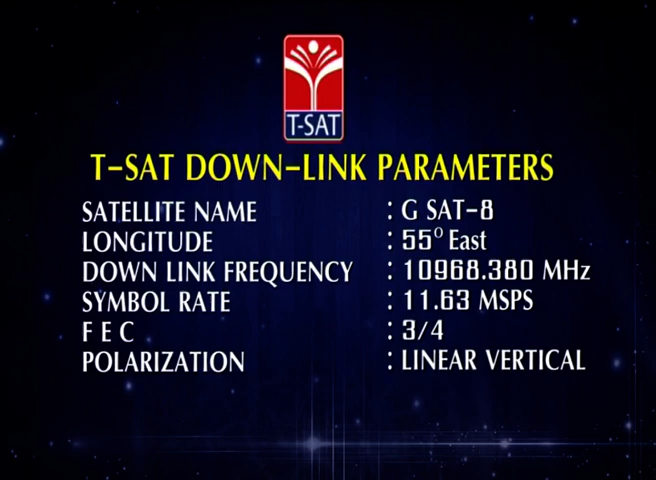 T-SAT
T-SAT DOWN-LINK PARAMETERS
SATELLITE NAME : G SAT-8
LONGITUDE : 55° East
DOWN LINK FREQUENCY : 10968.380 MHz
SYMBOL RATE : 11.63 MSPS
F E C : 3/4
POLARIZATION : LINEAR VERTICAL